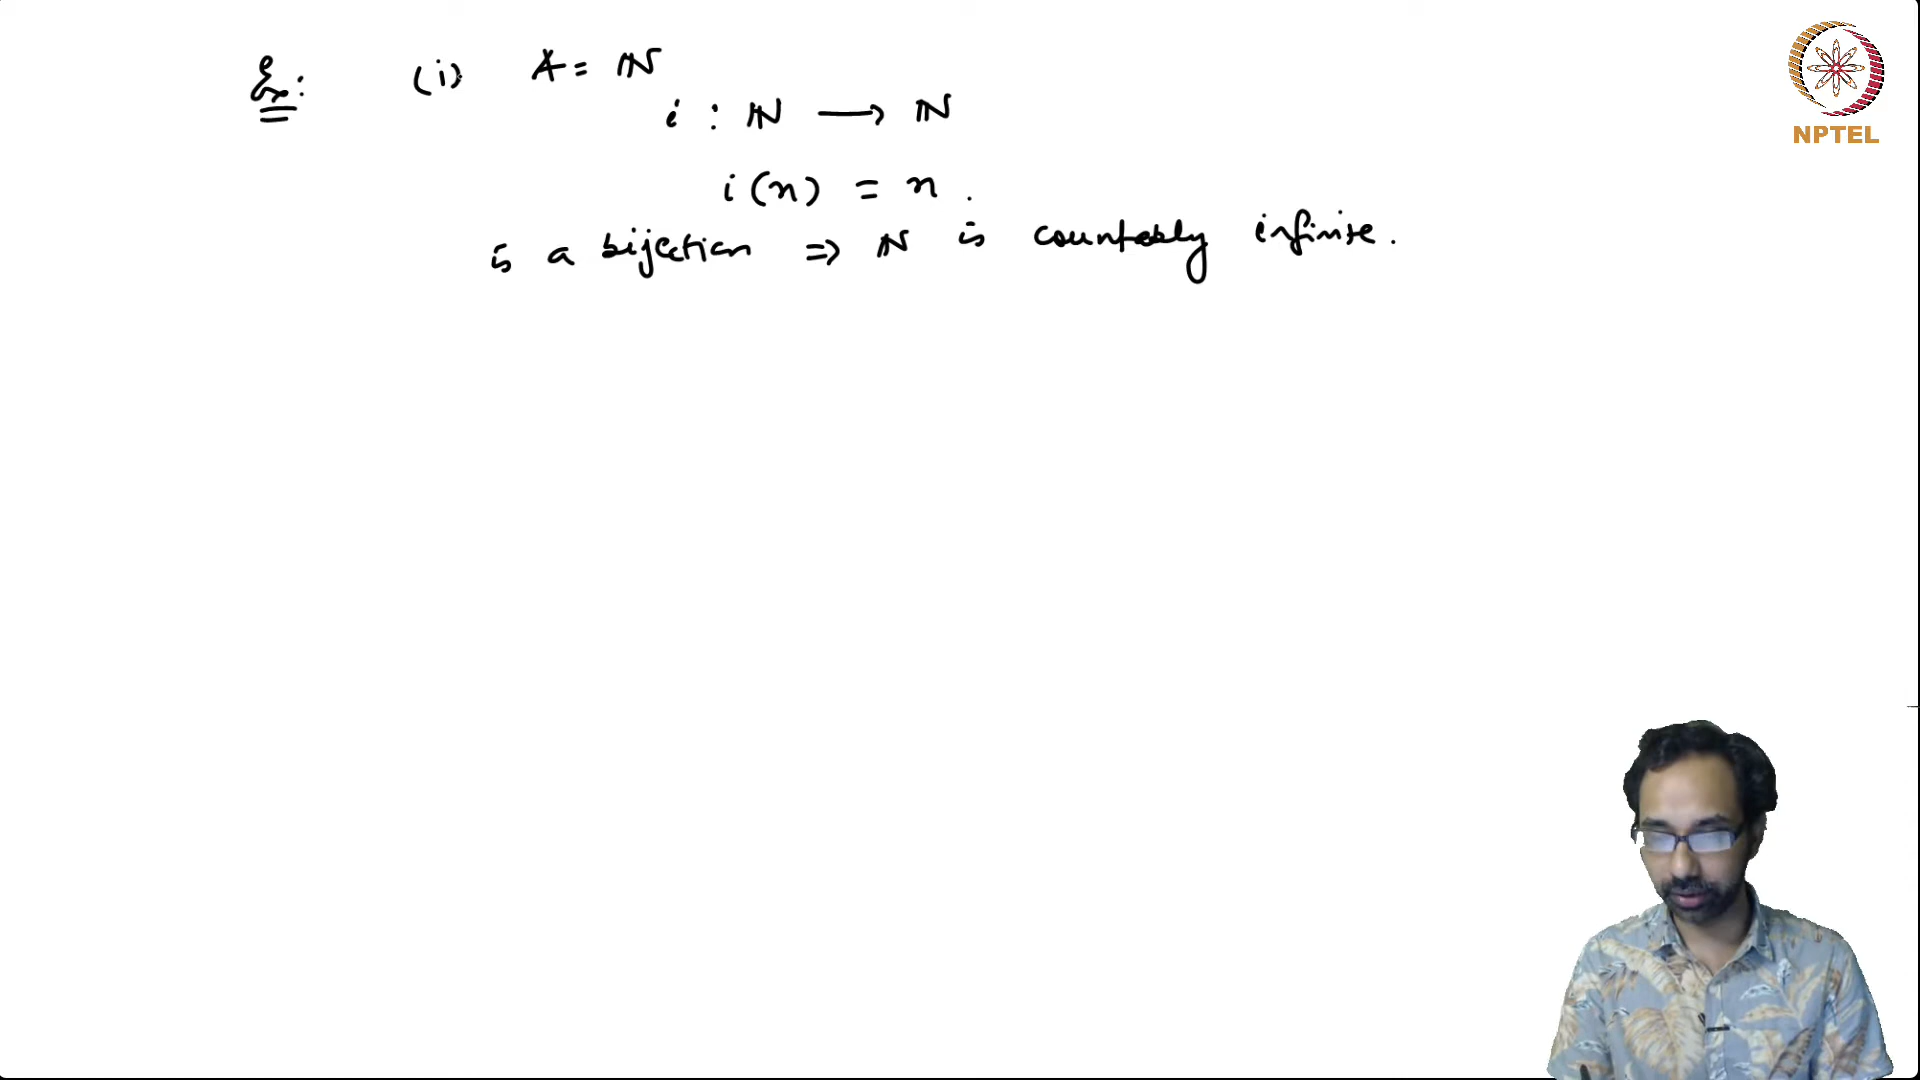 Ex: (i) A = ℕ
i : ℕ ⟶ ℕ
i(n) = n .
is a bijection ⇒ ℕ is countably infinite.
NPTEL